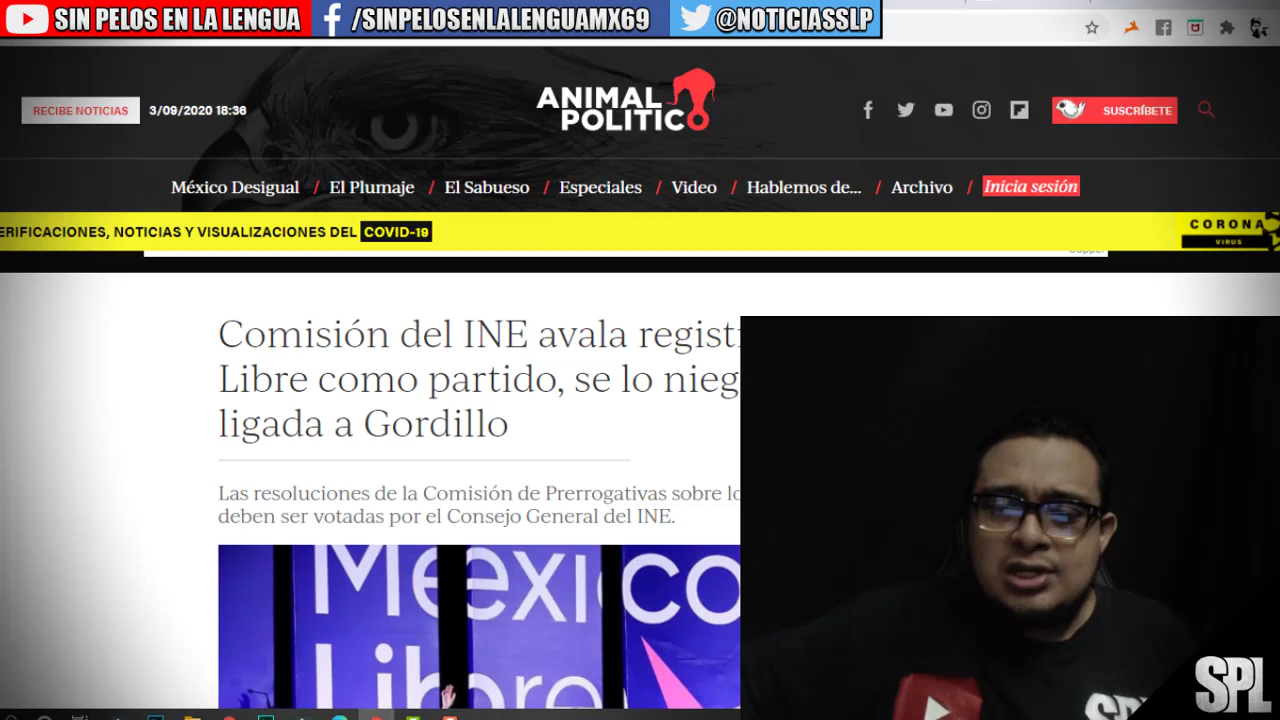 SIN PELOS EN LA LENGUA /SINPELOSENLALENGUAMX69 @NOTICIASSLP
RECIBE NOTICIAS 3/09/2020 18:36
ANIMAL
POLITICO
SUSCRÍBETE
México Desigual / El Plumaje / El Sabueso / Especiales / Video / Hablemos de... / Archivo / Inicia sesión
ERIFICACIONES, NOTICIAS Y VISUALIZACIONES DEL COVID-19
CORONA
VIRUS
Comisión del INE avala regist
Libre como partido, se lo nieg
ligada a Gordillo
Las resoluciones de la Comisión de Prerrogativas sobre lo
deben ser votadas por el Consejo General del INE.
México
Libre
SPL
SPL